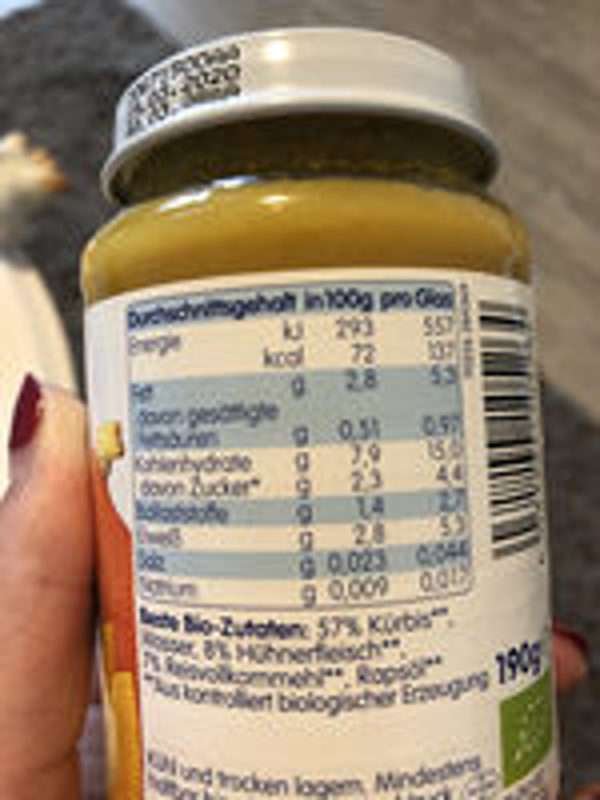 Durchschnittsgehalt in 100g pro Glas
Energie kJ 293 557
kcal 72 137
Fett g 2,8 5,3
davon gesättigte
Fettsäuren g 0,51 0,97
Kohlenhydrate g 7,9 15,0
davon Zucker* g 2,3 4,4
Ballaststoffe g 1,4 2,7
Eiweiß g 2,8 5,3
Salz g 0,023 0,044
Natrium g 0,009 0,017
Beste Bio-Zutaten: 57% Kürbis**,
Wasser, 8% Hühnerfleisch**,
7% Reisvollkornmehl**, Rapsöl**
**aus kontrolliert biologischer Erzeugung
190g
Kühl und trocken lagern. Mindestens
haltbar